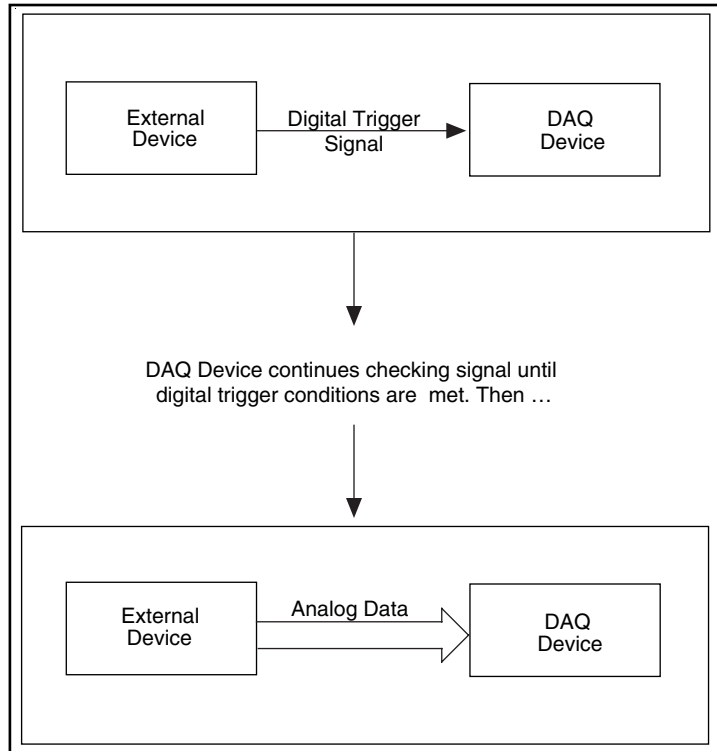 External
Device
Digital Trigger
Signal
DAQ
Device
DAQ Device continues checking signal until
digital trigger conditions are met. Then …
External
Device
Analog Data
DAQ
Device